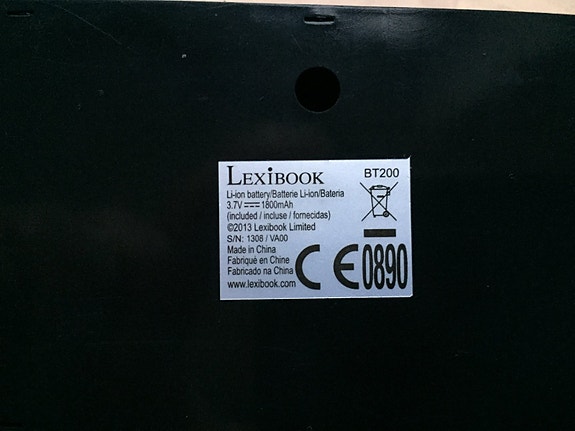 LEXIBOOK BT200
Li-ion battery/Batterie Li-ion/Bateria
3.7V 1800mAh
(included / incluse / fornecidas)
©2013 Lexibook Limited
S/N: 1308 / VA00
Made in China
Fabriqué en Chine
Fabricado na China
www.lexibook.com
CE0890